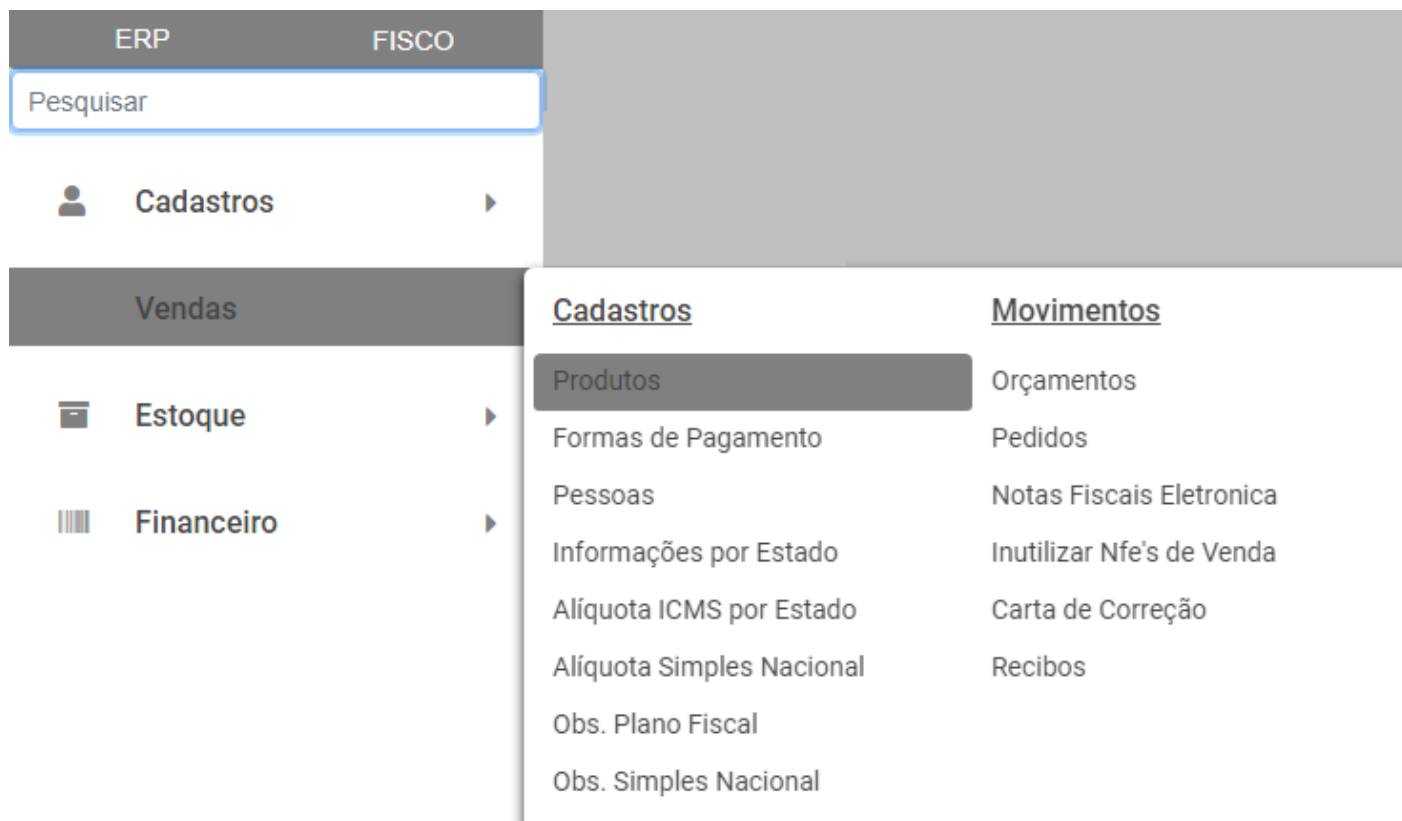 ERP FISCO
Pesquisar
Cadastros
Vendas
Estoque
Financeiro
Cadastros
Produtos
Formas de Pagamento
Pessoas
Informações por Estado
Alíquota ICMS por Estado
Alíquota Simples Nacional
Obs. Plano Fiscal
Obs. Simples Nacional
Movimentos
Orçamentos
Pedidos
Notas Fiscais Eletronica
Inutilizar Nfe's de Venda
Carta de Correção
Recibos